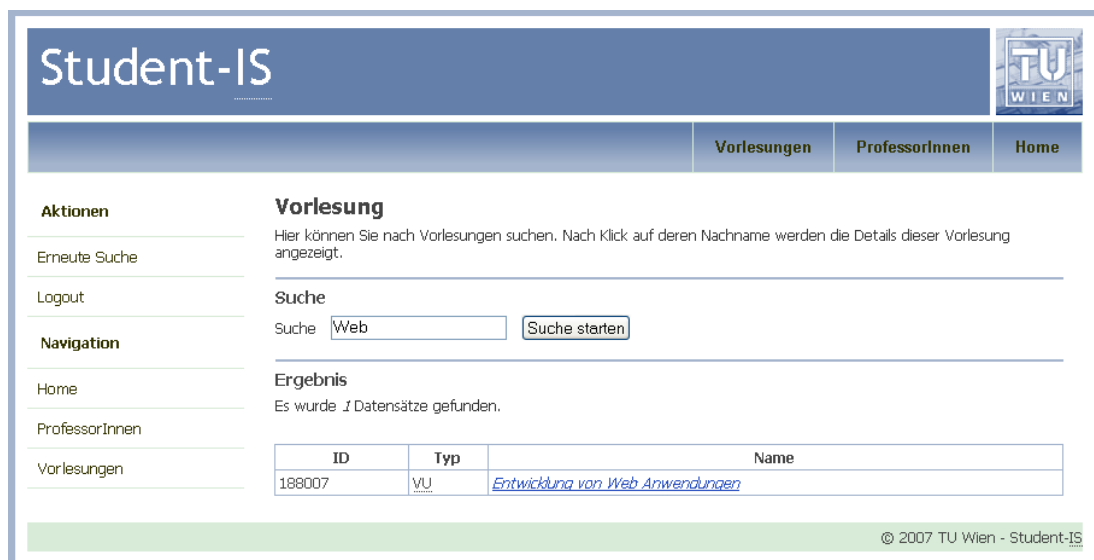 Student-IS
TU
WIEN
Vorlesungen
ProfessorInnen
Home
Aktionen
Erneute Suche
Logout
Navigation
Home
ProfessorInnen
Vorlesungen
Vorlesung
Hier können Sie nach Vorlesungen suchen. Nach Klick auf deren Nachname werden die Details dieser Vorlesung
angezeigt.
Suche
Suche Web Suche starten
Ergebnis
Es wurde 1 Datensätze gefunden.
ID Typ Name
188007 VU Entwicklung von Web Anwendungen
© 2007 TU Wien - Student-IS